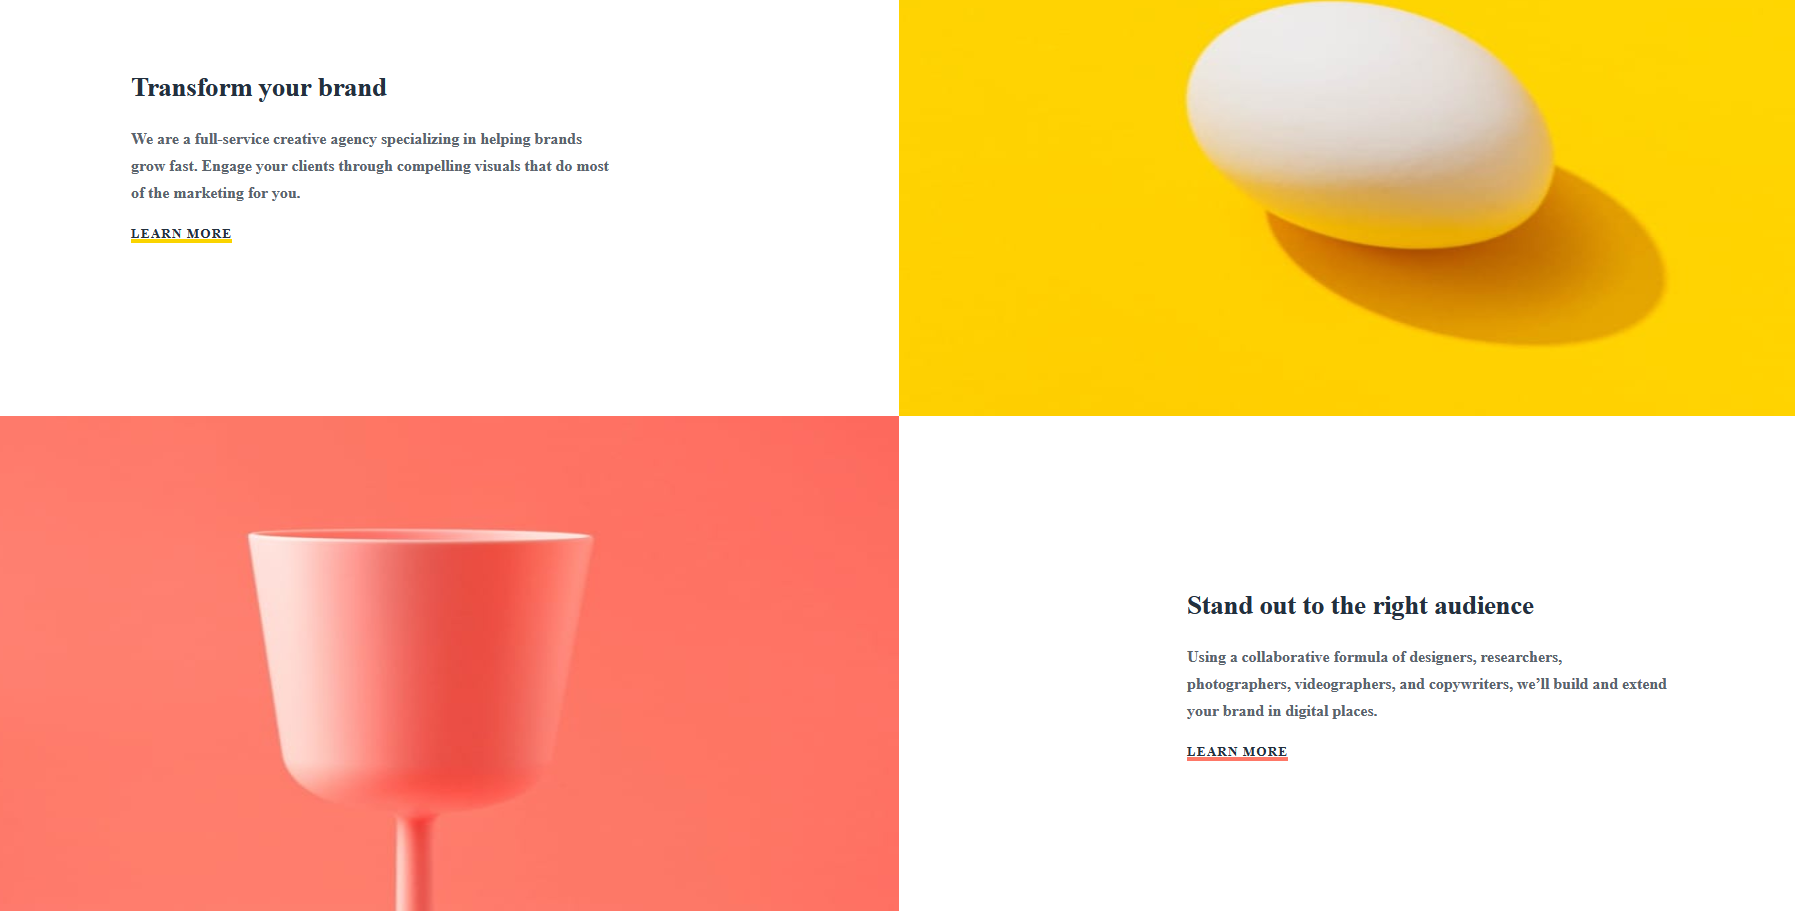 Transform your brand
We are a full-service creative agency specializing in helping brands
grow fast. Engage your clients through compelling visuals that do most
of the marketing for you.
LEARN MORE
Stand out to the right audience
Using a collaborative formula of designers, researchers,
photographers, videographers, and copywriters, we’ll build and extend
your brand in digital places.
LEARN MORE